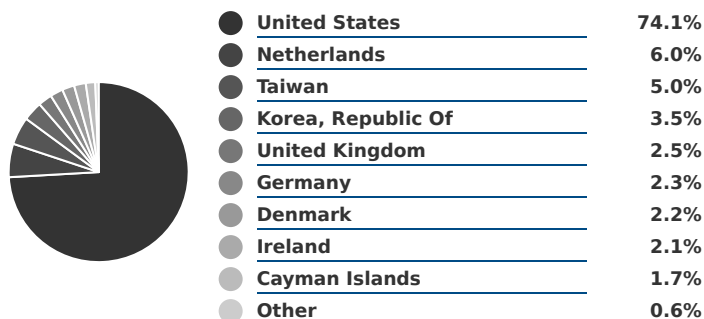 United States 74.1%
Netherlands 6.0%
Taiwan 5.0%
Korea, Republic Of 3.5%
United Kingdom 2.5%
Germany 2.3%
Denmark 2.2%
Ireland 2.1%
Cayman Islands 1.7%
Other 0.6%